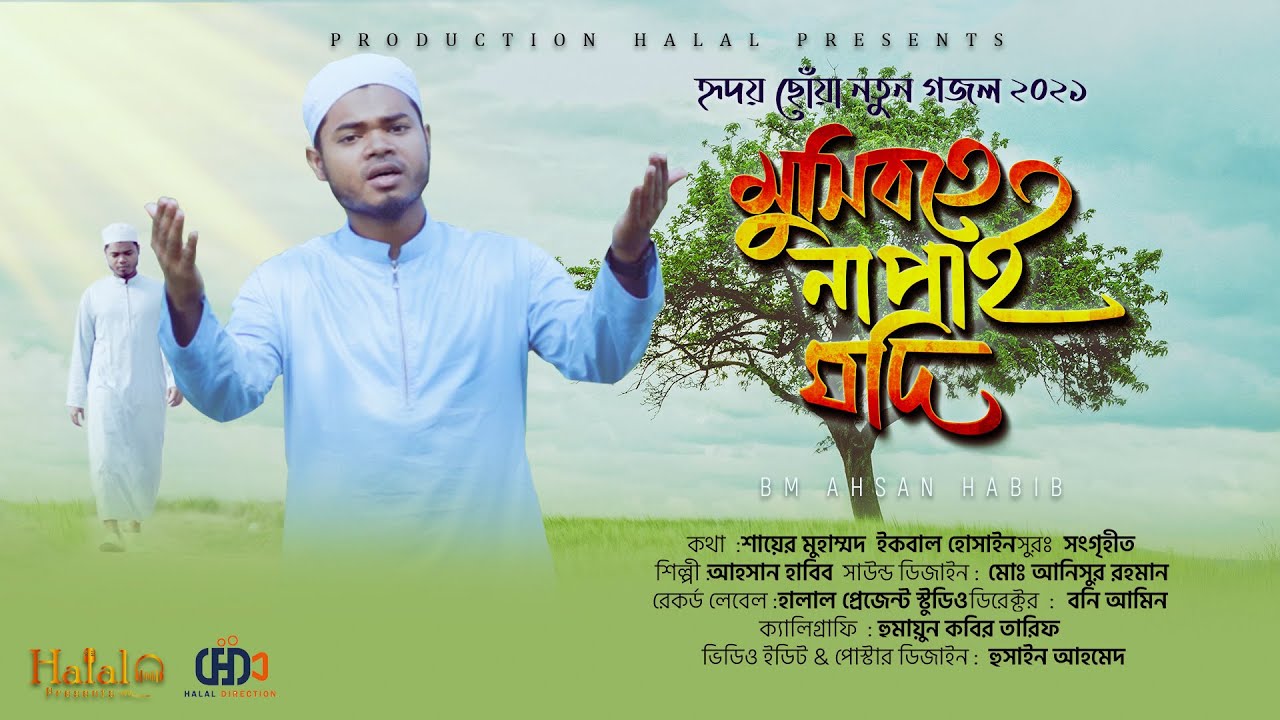 PRODUCTION HALAL PRESENTS
হৃদয় ছোঁয়া নতুন গজল ২০২১
মুসিবতে
না প্রাই
যদি
BM AHSAN HABIB
কথা :শায়ের মুহাম্মদ ইকবাল হোসাইনসুরঃ সংগৃহীত
শিল্পী :আহসান হাবিব সাউন্ড ডিজাইন : মোঃ আনিসুর রহমান
রেকর্ড লেবেল :হালাল প্রেজেন্ট স্টুডিওডিরেক্টর : বনি আমিন
ক্যালিগ্রাফি : হুমায়ুন কবির তারিফ
ভিডিও ইডিট & পোস্টার ডিজাইন : হুসাইন আহমেদ
Halal
HALAL DIRECTION